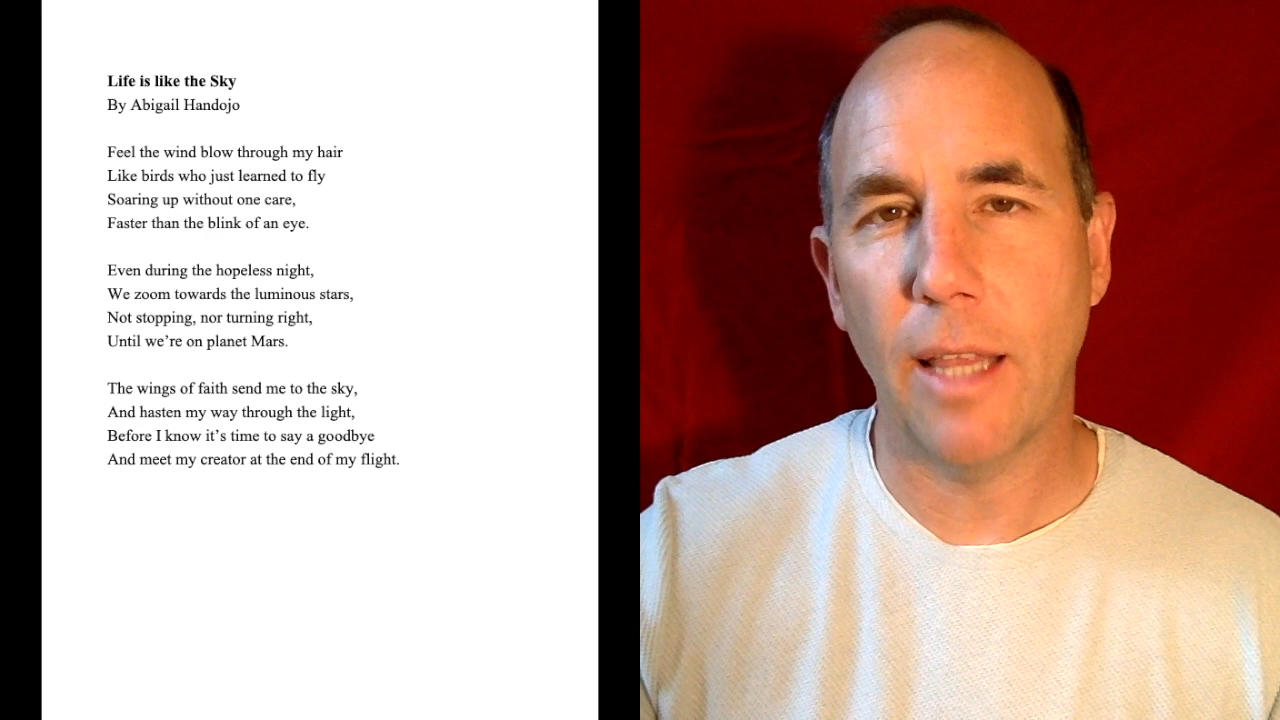 Life is like the Sky
By Abigail Handojo
Feel the wind blow through my hair
Like birds who just learned to fly
Soaring up without one care,
Faster than the blink of an eye.
Even during the hopeless night,
We zoom towards the luminous stars,
Not stopping, nor turning right,
Until we’re on planet Mars.
The wings of faith send me to the sky,
And hasten my way through the light,
Before I know it’s time to say a goodbye
And meet my creator at the end of my flight.